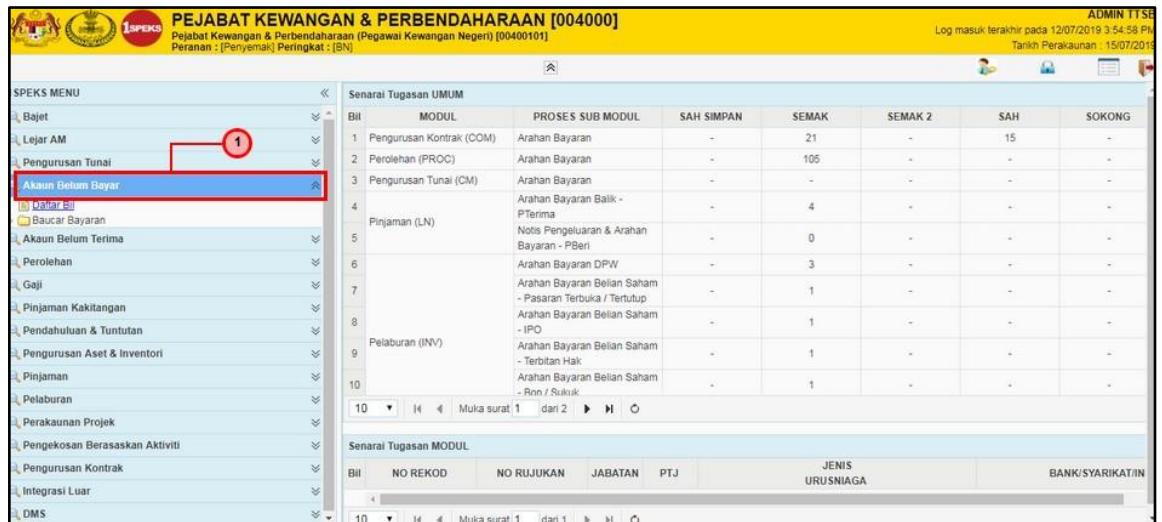 1SPEKS
PEJABAT KEWANGAN & PERBENDAHARAAN [004000]
Pejabat Kewangan & Perbendaharaan (Pegawai Kewangan Negeri) [00400101]
Peranan : [Penyemak] Peringkat : [BN]
ADMIN TTSB
Log masuk terakhir pada 12/07/2019 3:54:58 PM
Tarikh Perakaunan : 15/07/2019
SPEKS MENU
Bajet
Lejar AM
1
Pengurusan Tunai
Akaun Belum Bayar
Daftar Bil
Baucar Bayaran
Akaun Belum Terima
Perolehan
Gaji
Pinjaman Kakitangan
Pendahuluan & Tuntutan
Pengurusan Aset & Inventori
Pinjaman
Pelaburan
Perakaunan Projek
Pengekosan Berasaskan Aktiviti
Pengurusan Kontrak
Integrasi Luar
DMS
Senarai Tugasan UMUM
Bil MODUL PROSES SUB MODUL SAH SIMPAN SEMAK SEMAK 2 SAH SOKONG
1 Pengurusan Kontrak (COM) Arahan Bayaran - 21 - 15 -
2 Perolehan (PROC) Arahan Bayaran - 105 - - -
3 Pengurusan Tunai (CM) Arahan Bayaran - - - - -
4 Pinjaman (LN) Arahan Bayaran Balik -
PTerima - 4 - - -
5 Notis Pengeluaran & Arahan
Bayaran - PBeri - 0 - - -
6 Pelaburan (INV) Arahan Bayaran DPW - 3 - - -
7 Arahan Bayaran Belian Saham
- Pasaran Terbuka / Tertutup - 1 - - -
8 Arahan Bayaran Belian Saham
- IPO - 1 - - -
9 Arahan Bayaran Belian Saham
- Terbitan Hak - 1 - - -
10 Arahan Bayaran Belian Saham
- Bon / Sukuk - 1 - - -
10 Muka surat 1 dari 2
Senarai Tugasan MODUL
Bil NO REKOD NO RUJUKAN JABATAN PTJ JENIS
URUSNIAGA BANK/SYARIKAT/IN
10 Muka surat 1 dari 1